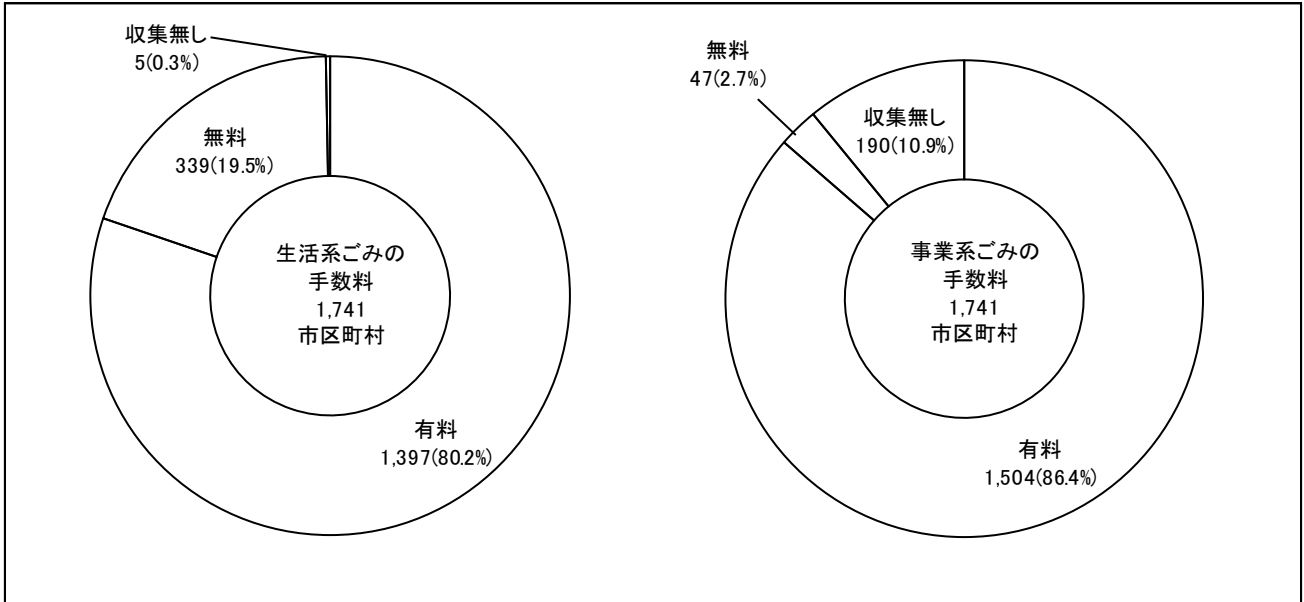 収集無し
5(0.3%)
無料
339(19.5%)
生活系ごみの
手数料
1,741
市区町村
有料
1,397(80.2%)
無料
47(2.7%)
収集無し
190(10.9%)
事業系ごみの
手数料
1,741
市区町村
有料
1,504(86.4%)